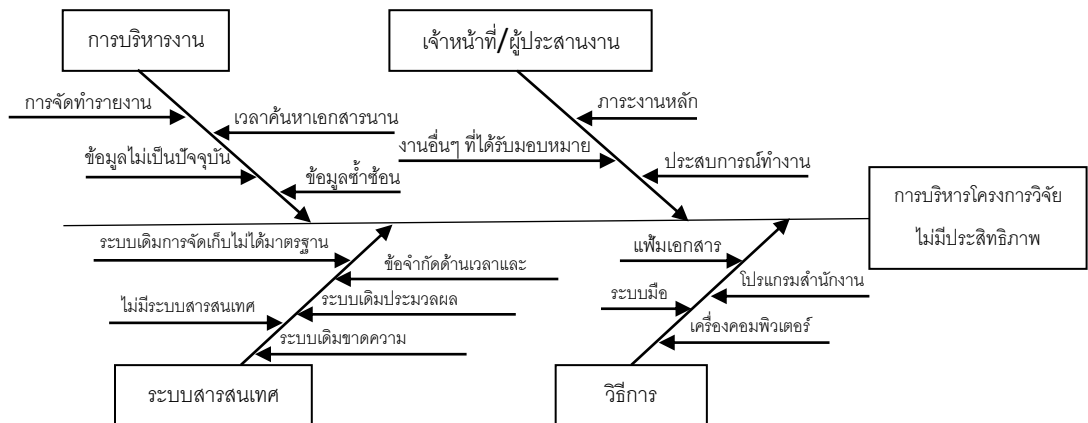 การบริหารงาน
เจ้าหน้าที่/ผู้ประสานงาน
การจัดทำรายงาน
เวลาค้นหาเอกสารนาน
ข้อมูลไม่เป็นปัจจุบัน
ข้อมูลซ้ำซ้อน
ภาระงานหลัก
งานอื่นๆ ที่ได้รับมอบหมาย
ประสบการณ์ทำงาน
การบริหารโครงการวิจัย
ไม่มีประสิทธิภาพ
ระบบเดิมการจัดเก็บไม่ได้มาตรฐาน
ข้อจำกัดด้านเวลาและ
ไม่มีระบบสารสนเทศ
ระบบเดิมประมวลผล
ระบบเดิมขาดความ
แฟ้มเอกสาร
โปรแกรมสำนักงาน
ระบบมือ
เครื่องคอมพิวเตอร์
ระบบสารสนเทศ
วิธีการ